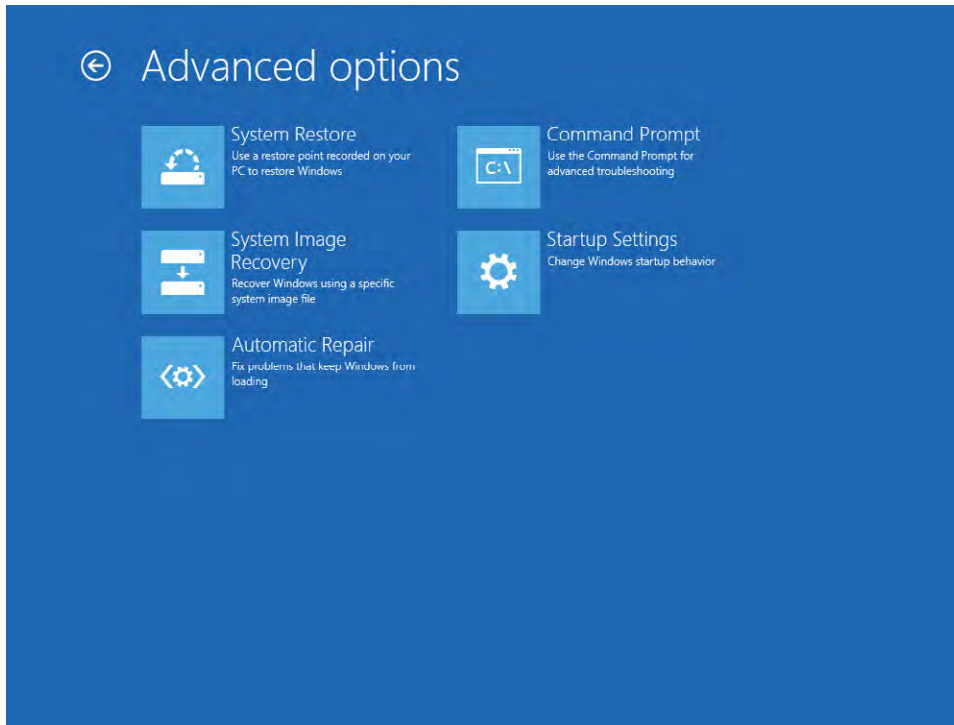 Advanced options
System Restore
Use a restore point recorded on your
PC to restore Windows
System Image
Recovery
Recover Windows using a specific
system image file
Automatic Repair
Fix problems that keep Windows from
loading
Command Prompt
Use the Command Prompt for
advanced troubleshooting
C:\
Startup Settings
Change Windows startup behavior